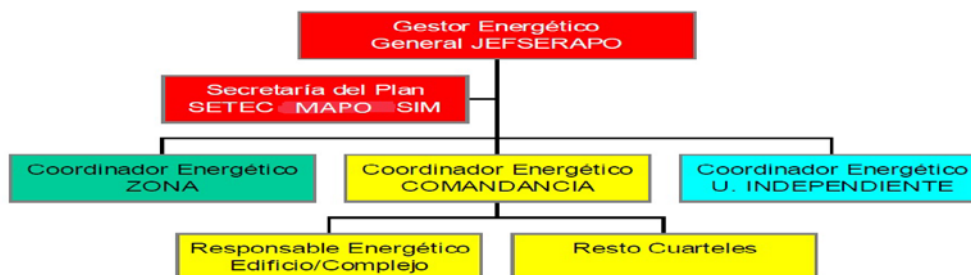 Gestor Energético
General JEFSERAPO
Secretaría del Plan
SETEC MAPO SIM
Coordinador Energético
ZONA
Coordinador Energético
COMANDANCIA
Coordinador Energético
U. INDEPENDIENTE
Responsable Energético
Edificio/Complejo
Resto Cuarteles